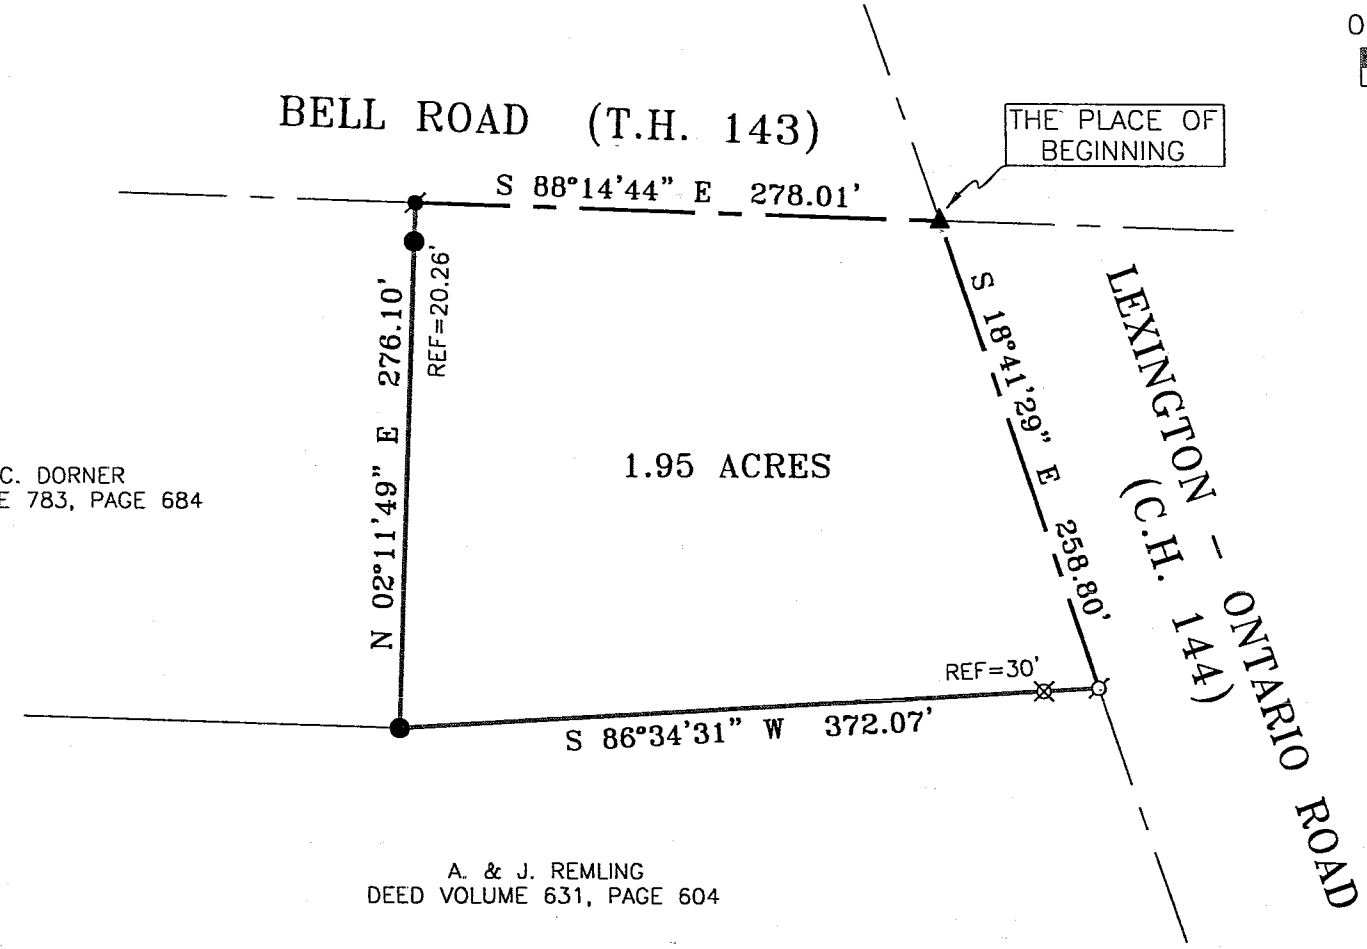 BELL ROAD (T.H. 143)
THE PLACE OF
BEGINNING
S 88°14'44" E 278.01'
REF=20.26'
N 02°11'49" E 276.10'
S 18°41'29" E 258.80'
LEXINGTON - ONTARIO ROAD
(C.H. 144)
1.95 ACRES
C. DORNER
783, PAGE 684
REF=30'
S 86°34'31" W 372.07'
A. & J. REMLING
DEED VOLUME 631, PAGE 604